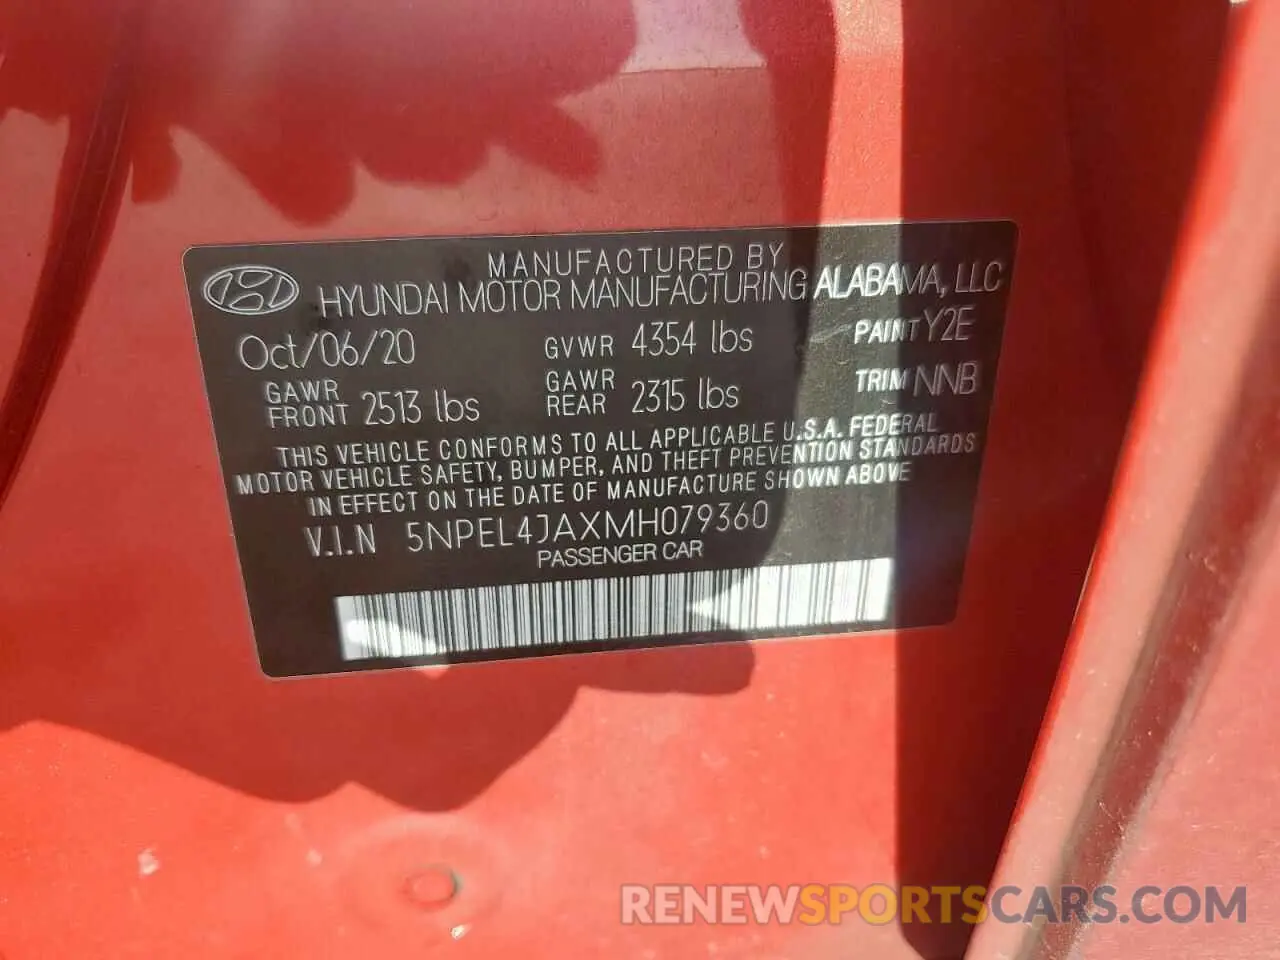 MANUFACTURED BY
HYUNDAI MOTOR MANUFACTURING ALABAMA, LLC
Oct/06/20 GVWR 4354 lbs PAINT Y2E
GAWR FRONT 2513 lbs GAWR REAR 2315 lbs TRIM NNB
THIS VEHICLE CONFORMS TO ALL APPLICABLE U.S.A. FEDERAL
MOTOR VEHICLE SAFETY, BUMPER, AND THEFT PREVENTION STANDARDS
IN EFFECT ON THE DATE OF MANUFACTURE SHOWN ABOVE
V.I.N 5NPEL4JAXMH079360
PASSENGER CAR
RENEWSPORTSCARS.COM